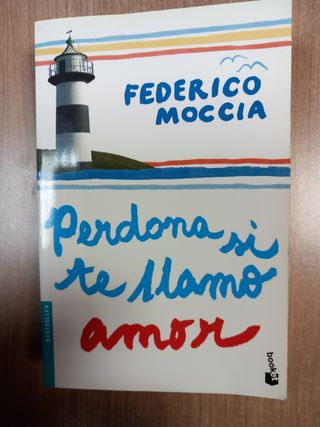 FEDERICO
MOCCIA
Perdona si
te llamo
amor
BESTSELLER
booket